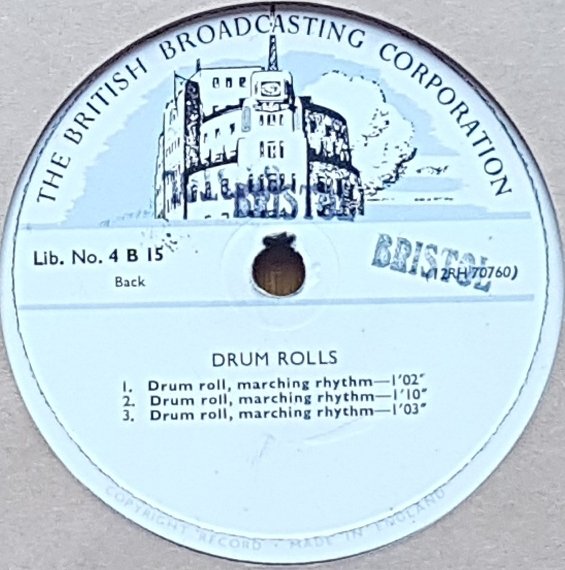 THE BRITISH BROADCASTING CORPORATION
BRISTOL
Lib. No. 4 B 15
BRISTOL
Back
(12RH 70760)
DRUM ROLLS
1. Drum roll, marching rhythm—1'02"
2. Drum roll, marching rhythm—1'10"
3. Drum roll, marching rhythm—1'03"
COPYRIGHT RECORD · MADE IN ENGLAND